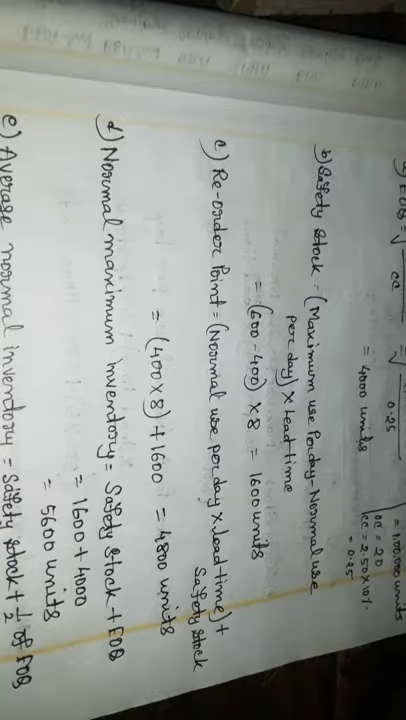 a) EOQ = √ / CC = √ / 0.25
= 1,00,000 units
OC = 20
= 4000 units
CC = 2.50 × 10%
= 0.25
b) Safety stock = (Maximum use Per day - Normal use
per day) × Lead time
= (600 - 400) × 8 = 1600 units
c) Re-order Point = (Normal use per day × lead time) +
Safety stock
= (400 × 8) + 1600 = 4800 units
d) Normal maximum inventory = Safety stock + EOQ
= 1600 + 4000
= 5600 units
e) Average normal inventory = Safety stock + 1/2 of EOQ